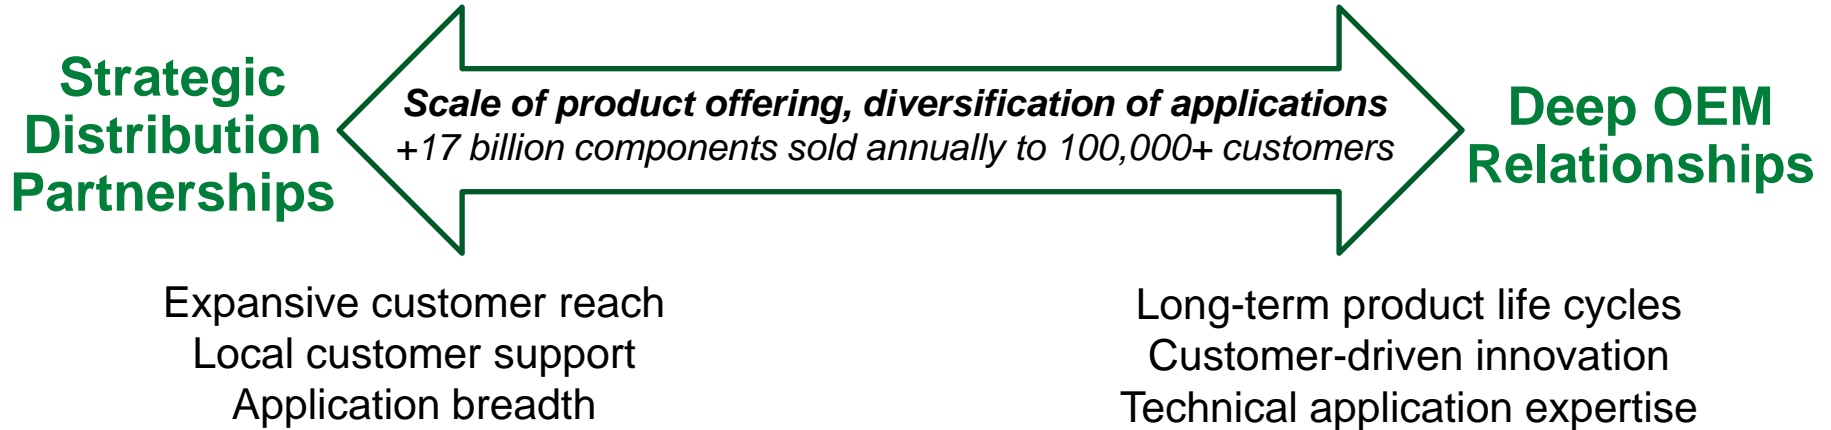 Strategic
Distribution
Partnerships
Scale of product offering, diversification of applications
+17 billion components sold annually to 100,000+ customers
Deep OEM
Relationships
Expansive customer reach
Local customer support
Application breadth
Long-term product life cycles
Customer-driven innovation
Technical application expertise